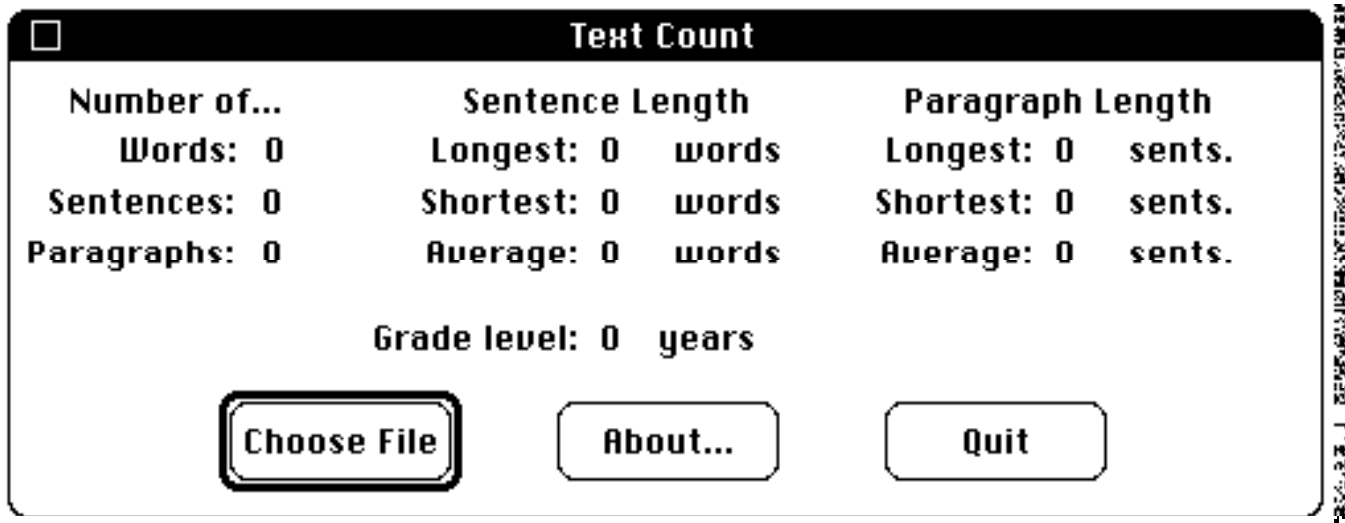 Text Count
Number of... Sentence Length Paragraph Length
Words: 0 Longest: 0 words Longest: 0 sents.
Sentences: 0 Shortest: 0 words Shortest: 0 sents.
Paragraphs: 0 Average: 0 words Average: 0 sents.
Grade level: 0 years
Choose File About... Quit